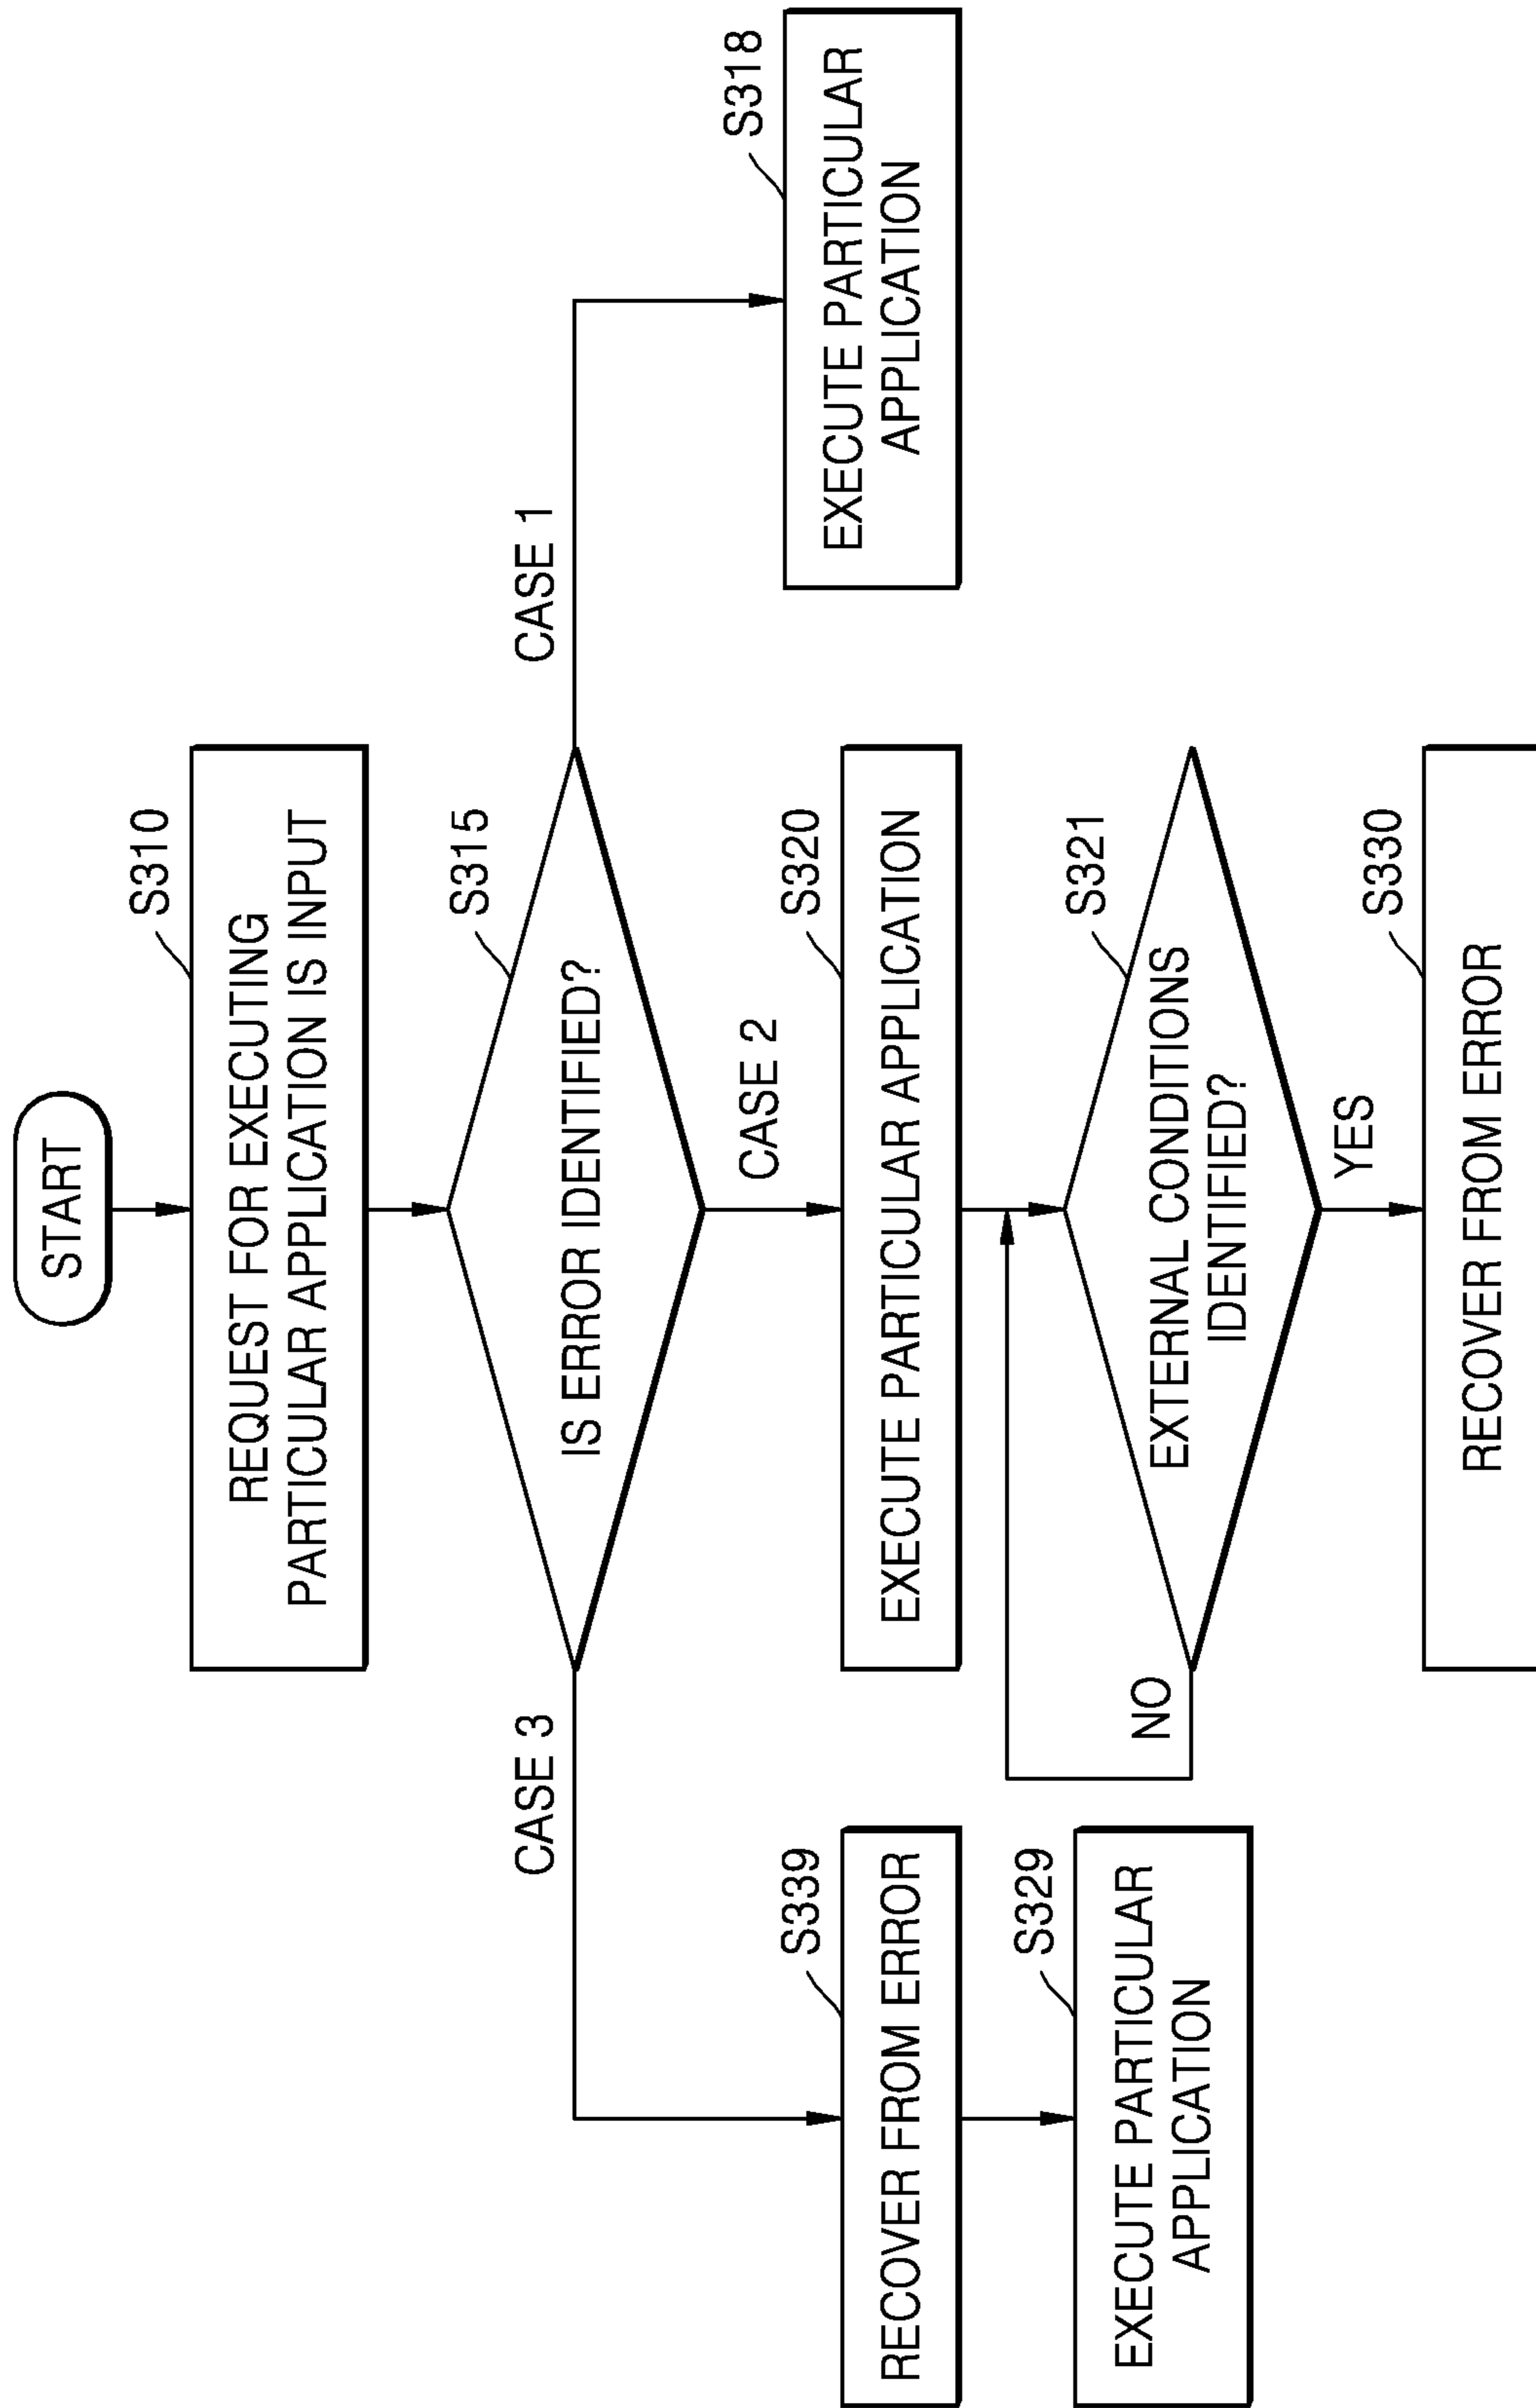 START
S310
REQUEST FOR EXECUTING
PARTICULAR APPLICATION IS INPUT
S315
IS ERROR IDENTIFIED?
CASE 3
CASE 1
CASE 2
S339
RECOVER FROM ERROR
S320
EXECUTE PARTICULAR APPLICATION
S318
EXECUTE PARTICULAR
APPLICATION
S329
EXECUTE PARTICULAR
APPLICATION
S321
EXTERNAL CONDITIONS
IDENTIFIED?
NO
YES
S330
RECOVER FROM ERROR